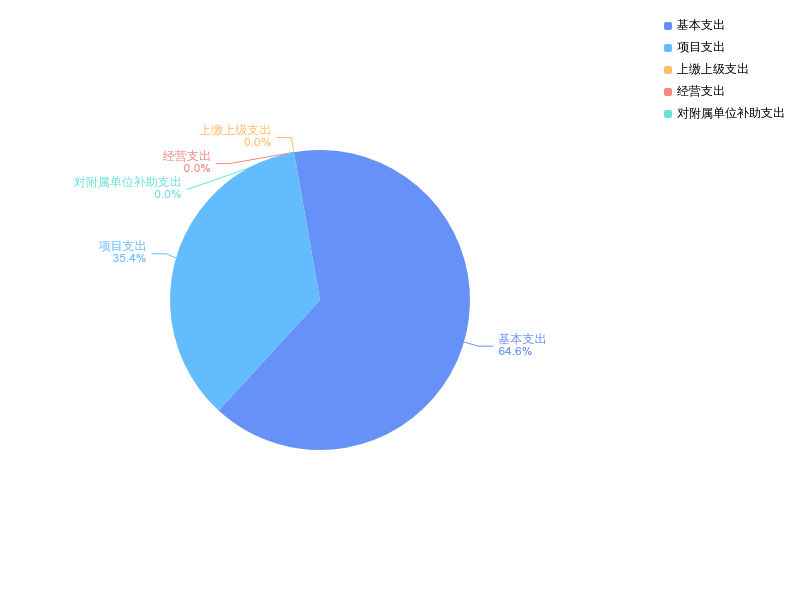 基本支出
项目支出
上缴上级支出
经营支出
对附属单位补助支出
上缴上级支出
0.0%
经营支出
0.0%
对附属单位补助支出
0.0%
项目支出
35.4%
基本支出
64.6%